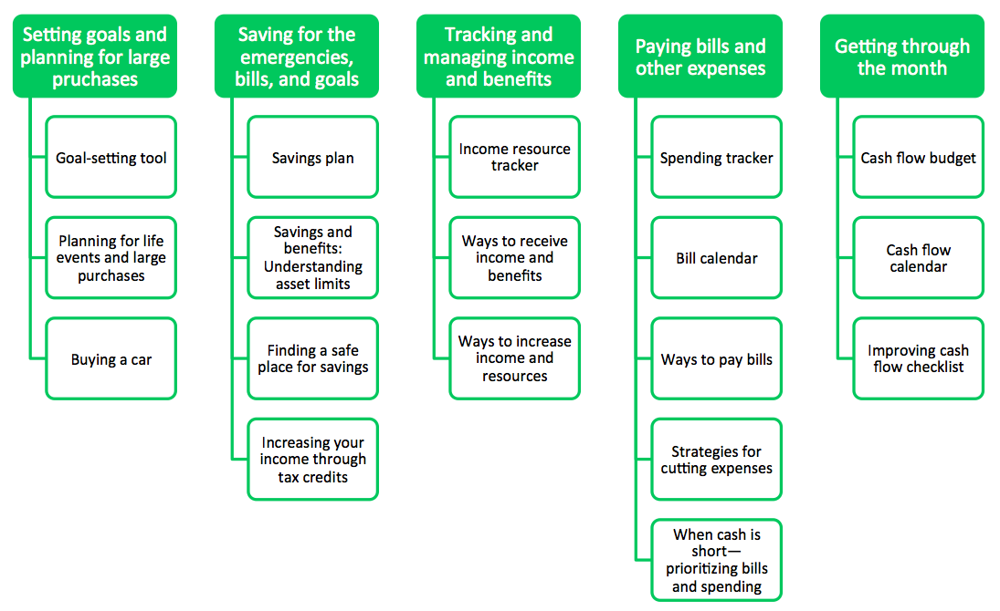 Setting goals and
planning for large
pruchases
Goal-setting tool
Planning for life
events and large
purchases
Buying a car
Saving for the
emergencies,
bills, and goals
Savings plan
Savings and
benefits:
Understanding
asset limits
Finding a safe
place for savings
Increasing your
income through
tax credits
Tracking and
managing income
and benefits
Income resource
tracker
Ways to receive
income and
benefits
Ways to increase
income and
resources
Paying bills and
other expenses
Spending tracker
Bill calendar
Ways to pay bills
Strategies for
cutting expenses
When cash is
short—
prioritizing bills
and spending
Getting through
the month
Cash flow budget
Cash flow
calendar
Improving cash
flow checklist